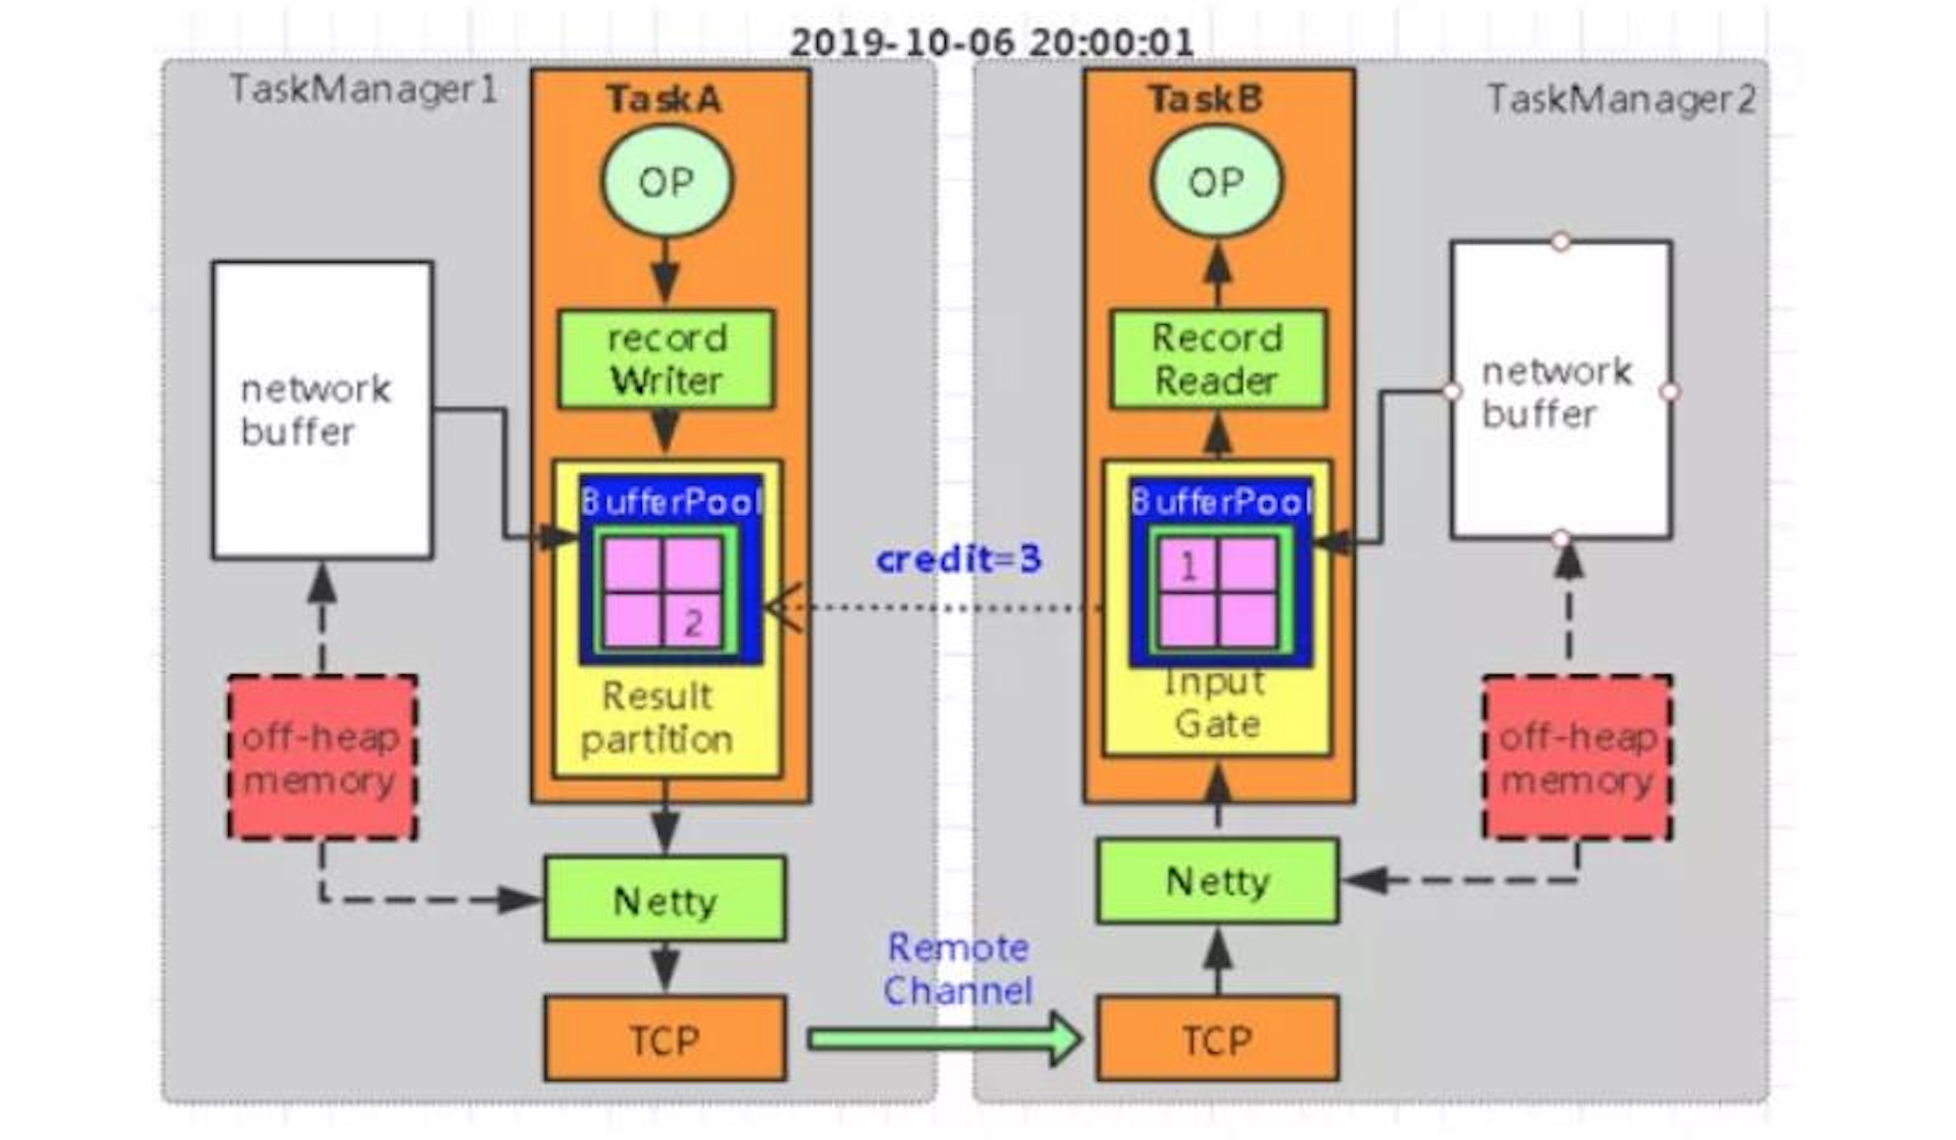 2019-10-06 20:00:01
TaskManager1
TaskA
OP
record
Writer
network
buffer
BufferPool
2
Result
partition
off-heap
memory
Netty
TCP
credit=3
Remote
Channel
TaskB
TaskManager2
OP
Record
Reader
network
buffer
BufferPool
1
Input
Gate
off-heap
memory
Netty
TCP